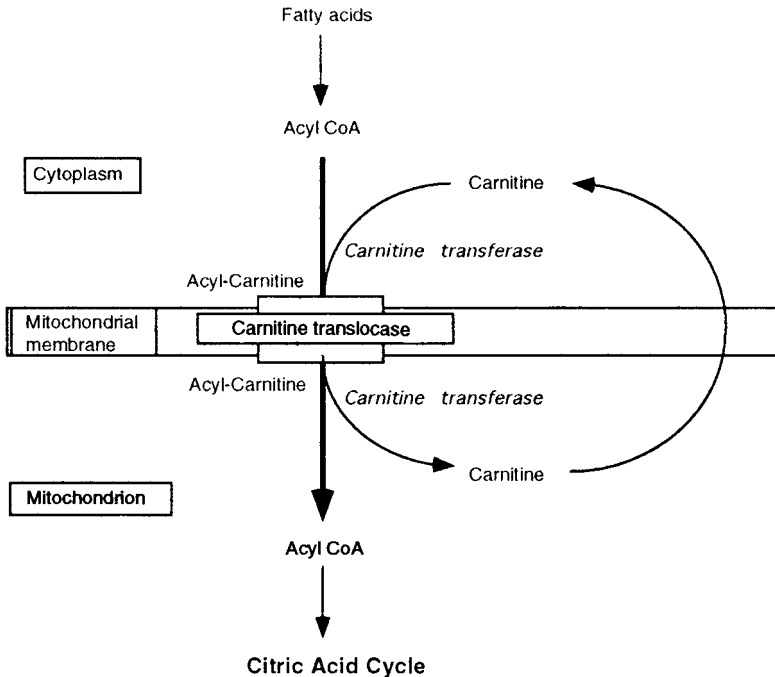 Fatty acids
Acyl CoA
Cytoplasm
Carnitine
Carnitine transferase
Acyl-Carnitine
Mitochondrial
membrane
Carnitine translocase
Acyl-Carnitine
Carnitine transferase
Carnitine
Mitochondrion
Acyl CoA
Citric Acid Cycle